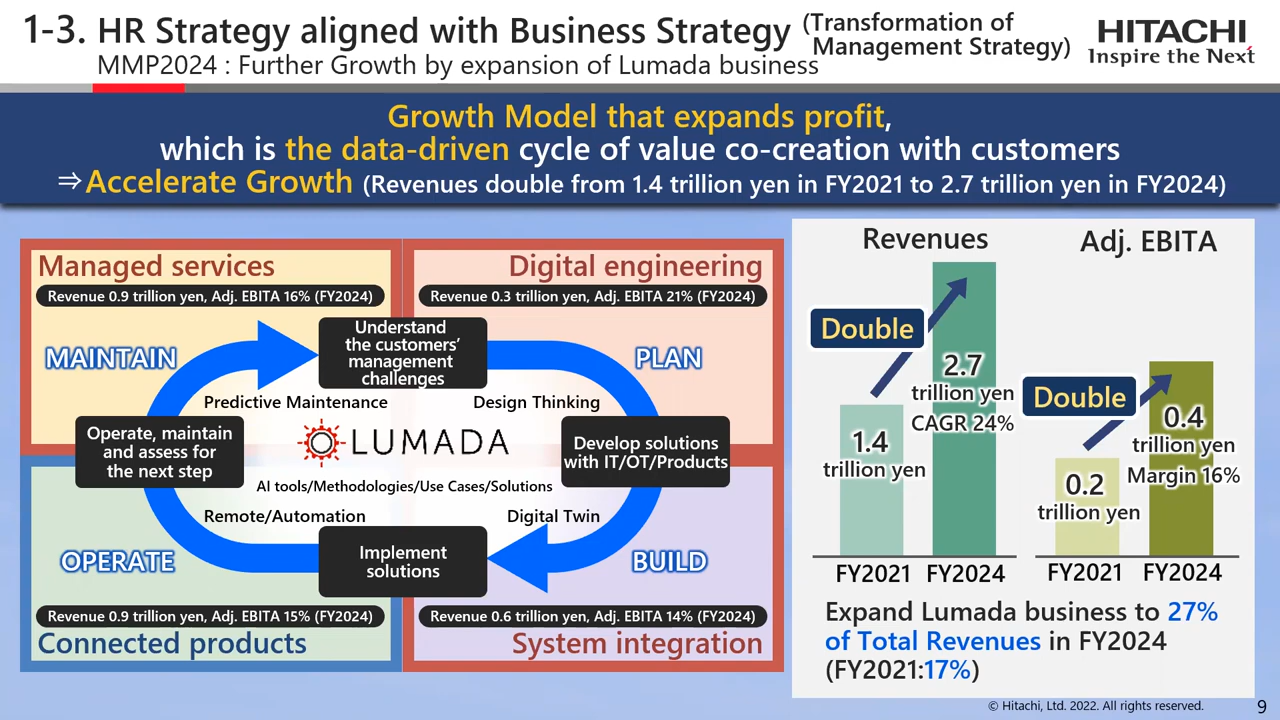 1-3. HR Strategy aligned with Business Strategy (Transformation of
Management Strategy)
MMP2024 : Further Growth by expansion of Lumada business
HITACHI
Inspire the Next
Growth Model that expands profit,
which is the data-driven cycle of value co-creation with customers
⇒Accelerate Growth (Revenues double from 1.4 trillion yen in FY2021 to 2.7 trillion yen in FY2024)
Managed services
Revenue 0.9 trillion yen, Adj. EBITA 16% (FY2024)
Digital engineering
Revenue 0.3 trillion yen, Adj. EBITA 21% (FY2024)
MAINTAIN
Understand
the customers’
management
challenges
PLAN
Predictive Maintenance
Design Thinking
Operate, maintain
and assess for
the next step
LUMADA
Develop solutions
with IT/OT/Products
AI tools/Methodologies/Use Cases/Solutions
Remote/Automation
Digital Twin
OPERATE
Implement
solutions
BUILD
Revenue 0.9 trillion yen, Adj. EBITA 15% (FY2024)
Connected products
Revenue 0.6 trillion yen, Adj. EBITA 14% (FY2024)
System integration
Revenues
Double
1.4
trillion yen
2.7
trillion yen
CAGR 24%
FY2021
FY2024
Adj. EBITA
Double
0.2
trillion yen
0.4
trillion yen
Margin 16%
FY2021
FY2024
Expand Lumada business to 27%
of Total Revenues in FY2024
(FY2021:17%)
© Hitachi, Ltd. 2022. All rights reserved.
9